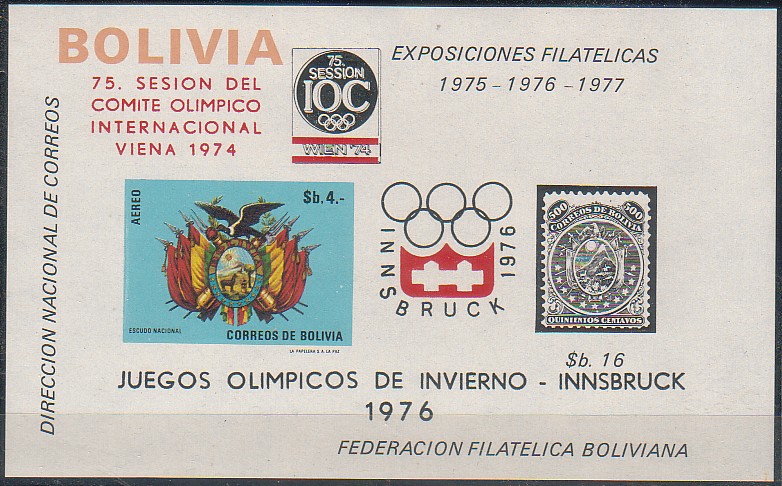 BOLIVIA
75. SESION DEL
COMITE OLIMPICO
INTERNACIONAL
VIENA 1974
75.
SESSION
IOC
WIEN '74
EXPOSICIONES FILATELICAS
1975-1976-1977
DIRECCION NACIONAL DE CORREOS
AEREO
$b. 4.-
ESCUDO NACIONAL
CORREOS DE BOLIVIA
LA PAPELERA S. A. LA PAZ
INNSBRUCK 1976
500
500
CORREOS DE BOLIVIA
QUINIENTOS CENTAVOS
$b. 16
JUEGOS OLIMPICOS DE INVIERNO - INNSBRUCK
1976
FEDERACION FILATELICA BOLIVIANA